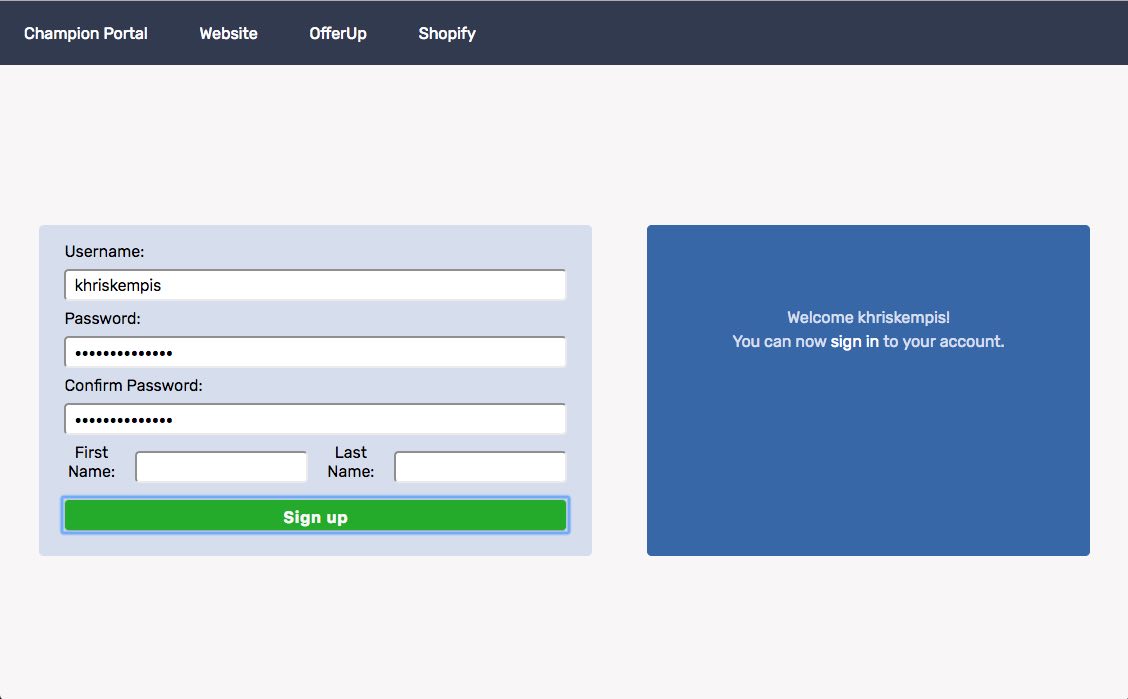 Champion Portal Website OfferUp Shopify
Username:
khriskempis
Password:
••••••••••••••
Confirm Password:
••••••••••••••
First Name:
Last Name:
Sign up
Welcome khriskempis!
You can now sign in to your account.